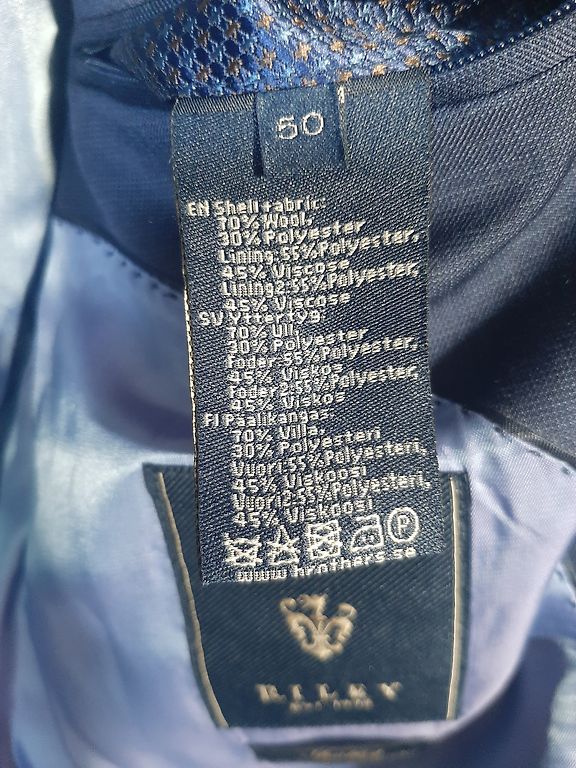 50
EN Shell fabric:
70% Wool,
30% Polyester
Lining:55%Polyester,
45% Viscose
Lining2:55%Polyester,
45% Viscose
SV Yttertyg:
70% Ull,
30% Polyester
Foder:55%Polyester,
45% Viskos
Foder2:55%Polyester,
45% Viskos
FI Päälikangas:
70% Villa,
30% Polyesteri
Vuori:55%Polyesteri,
45% Viskoosi
Vuori2:55%Polyesteri,
45% Viskoosi
P
www.brothers.se
RILEY